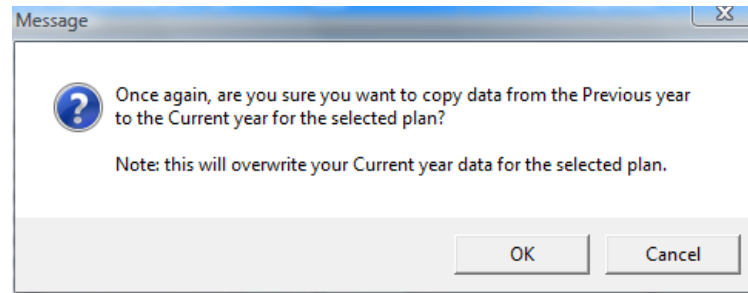 Message
Once again, are you sure you want to copy data from the Previous year
to the Current year for the selected plan?
Note: this will overwrite your Current year data for the selected plan.
OK
Cancel